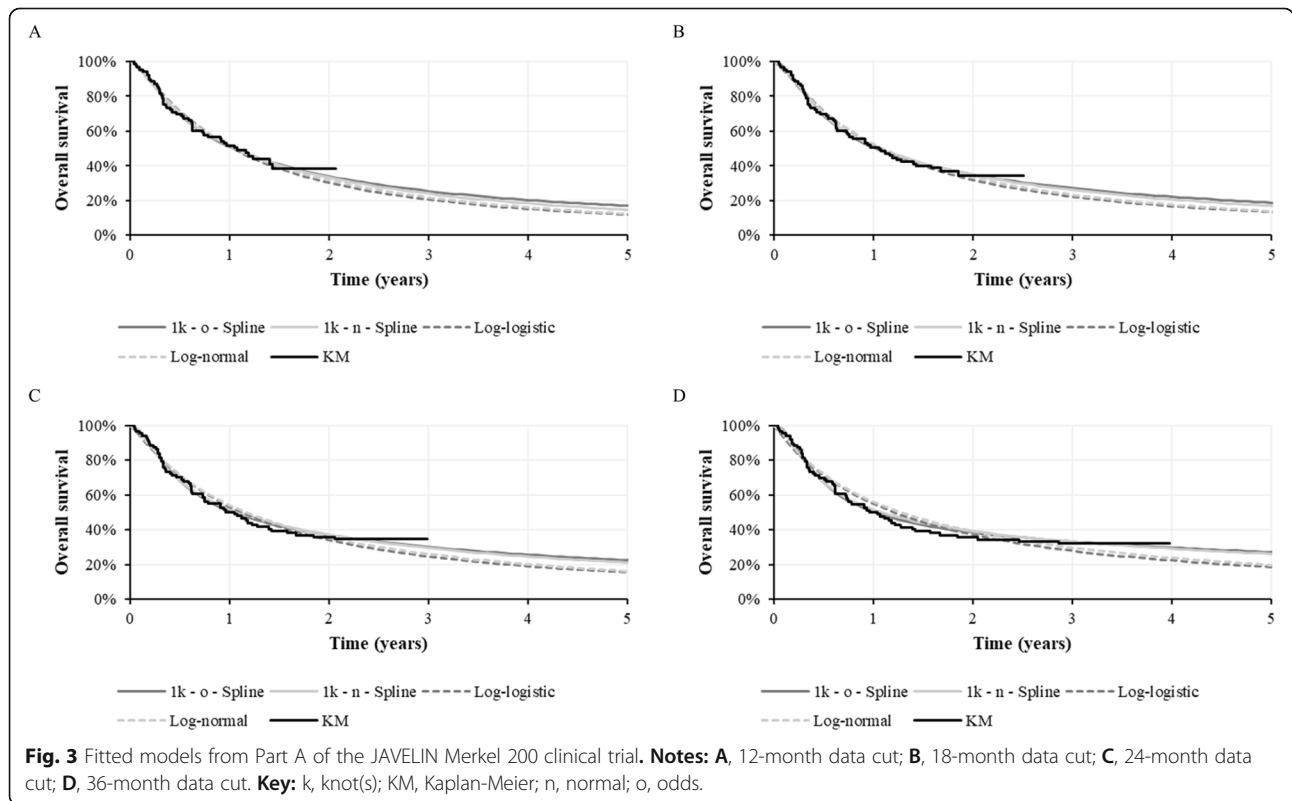 A
100%
80%
60%
40%
20%
0%
Overall survival
0 1 2 3 4 5
Time (years)
1k - o - Spline 1k - n - Spline Log-logistic
Log-normal KM
B
100%
80%
60%
40%
20%
0%
Overall survival
0 1 2 3 4 5
Time (years)
1k - o - Spline 1k - n - Spline Log-logistic
Log-normal KM
C
100%
80%
60%
40%
20%
0%
Overall survival
0 1 2 3 4 5
Time (years)
1k - o - Spline 1k - n - Spline Log-logistic
Log-normal KM
D
100%
80%
60%
40%
20%
0%
Overall survival
0 1 2 3 4 5
Time (years)
1k - o - Spline 1k - n - Spline Log-logistic
Log-normal KM
Fig. 3 Fitted models from Part A of the JAVELIN Merkel 200 clinical trial. Notes: A, 12-month data cut; B, 18-month data cut; C, 24-month data
cut; D, 36-month data cut. Key: k, knot(s); KM, Kaplan-Meier; n, normal; o, odds.